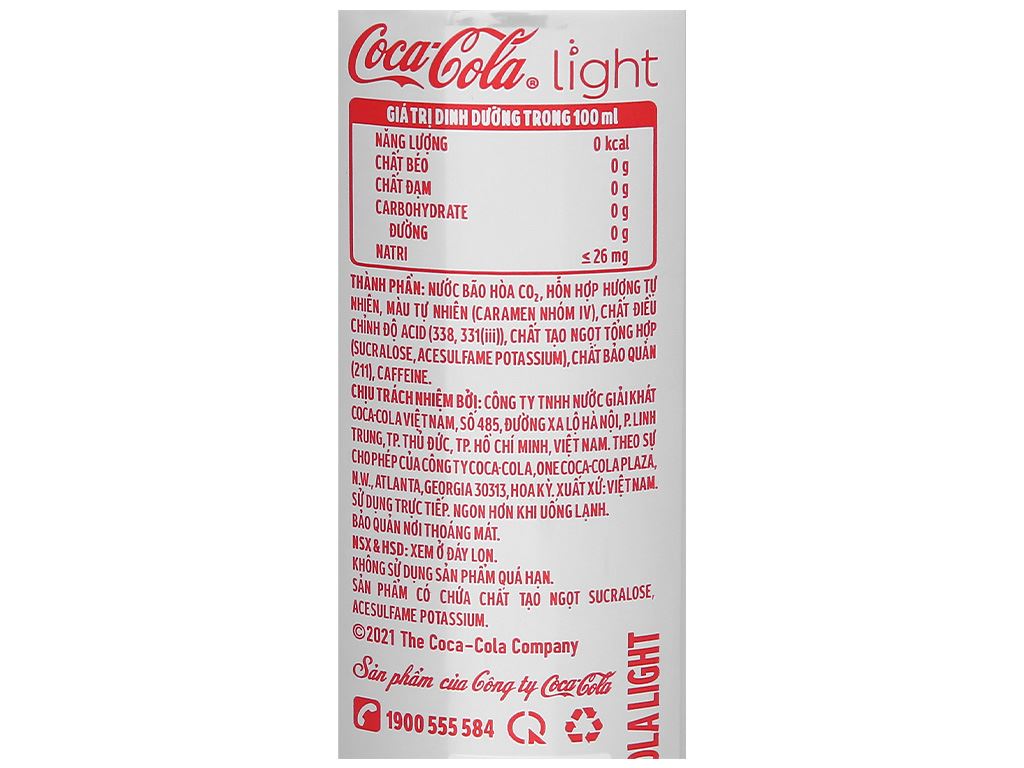 Coca-Cola® light
GIÁ TRỊ DINH DƯỠNG TRONG 100 ml
NĂNG LƯỢNG 0 kcal
CHẤT BÉO 0 g
CHẤT ĐẠM 0 g
CARBOHYDRATE 0 g
ĐƯỜNG 0 g
NATRI ≤ 26 mg
THÀNH PHẦN: NƯỚC BÃO HÒA CO₂, HỖN HỢP HƯƠNG TỰ
NHIÊN, MÀU TỰ NHIÊN (CARAMEN NHÓM IV), CHẤT ĐIỀU
CHỈNH ĐỘ ACID (338, 331(iii)), CHẤT TẠO NGỌT TỔNG HỢP
(SUCRALOSE, ACESULFAME POTASSIUM), CHẤT BẢO QUẢN
(211), CAFFEINE.
CHỊU TRÁCH NHIỆM BỞI: CÔNG TY TNHH NƯỚC GIẢI KHÁT
COCA-COLA VIỆT NAM, SỐ 485, ĐƯỜNG XA LỘ HÀ NỘI, P. LINH
TRUNG, TP. THỦ ĐỨC, TP. HỒ CHÍ MINH, VIỆT NAM. THEO SỰ
CHO PHÉP CỦA CÔNG TY COCA-COLA, ONE COCA-COLA PLAZA,
N.W., ATLANTA, GEORGIA 30313, HOA KỲ. XUẤT XỨ: VIỆT NAM.
SỬ DỤNG TRỰC TIẾP. NGON HƠN KHI UỐNG LẠNH.
BẢO QUẢN NƠI THOÁNG MÁT.
NSX & HSD: XEM Ở ĐÁY LON.
KHÔNG SỬ DỤNG SẢN PHẨM QUÁ HẠN.
SẢN PHẨM CÓ CHỨA CHẤT TẠO NGỌT SUCRALOSE,
ACESULFAME POTASSIUM.
©2021 The Coca-Cola Company
Sản phẩm của Công ty Coca-Cola
1900 555 584
OLA LIGHT